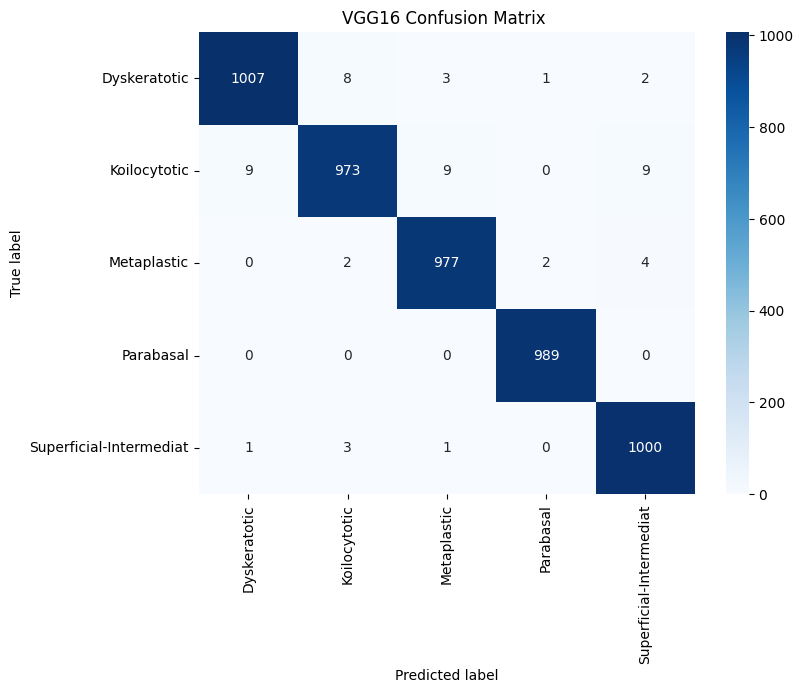 VGG16 Confusion Matrix
True label
Dyskeratotic 1007 8 3 1 2
Koilocytotic 9 973 9 0 9
Metaplastic 0 2 977 2 4
Parabasal 0 0 0 989 0
Superficial-Intermediat 1 3 1 0 1000
Dyskeratotic
Koilocytotic
Metaplastic
Parabasal
Superficial-Intermediat
Predicted label
1000
800
600
400
200
0